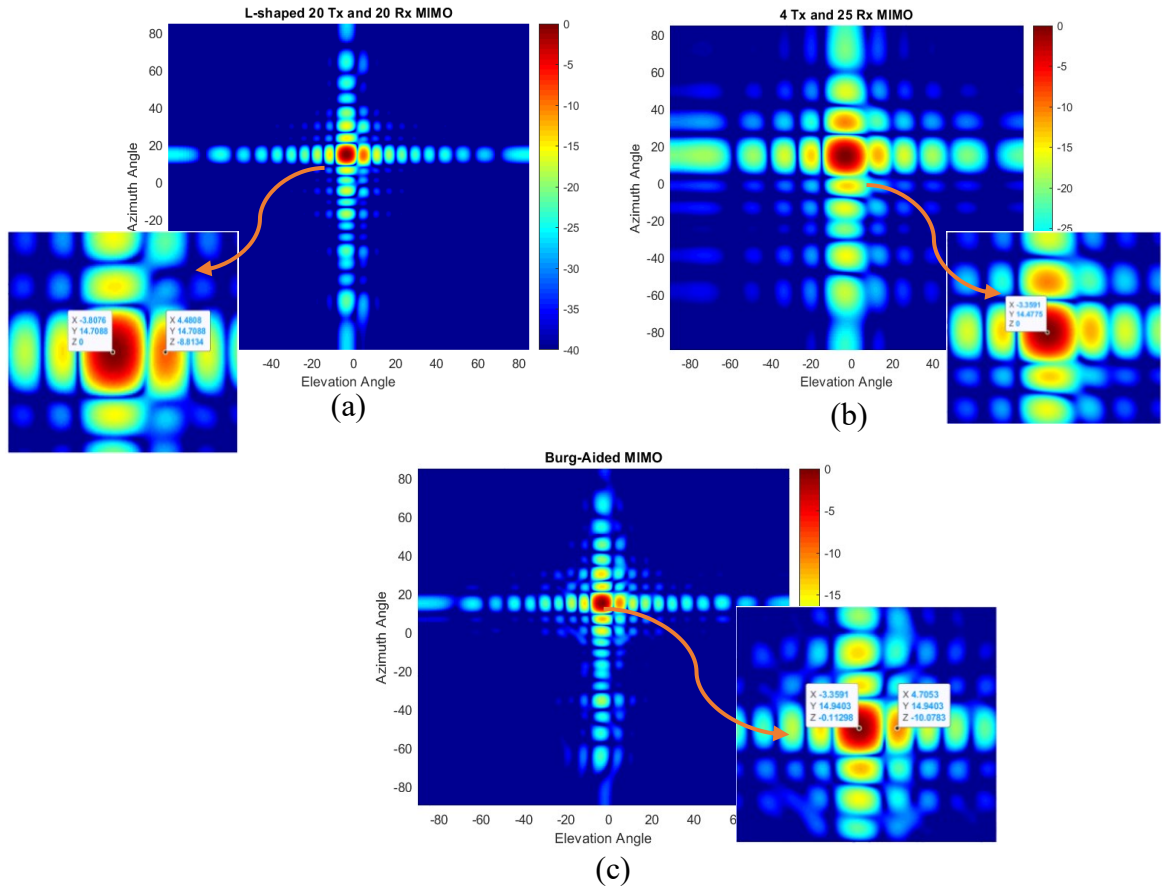 L-shaped 20 Tx and 20 Rx MIMO
80
60
40
20
0
-20
Azimuth Angle
-40
-20
0
20
40
60
80
Elevation Angle
0
-5
-10
-15
-20
-25
-30
-35
-40
X -3.8076
Y 14.7088
Z 0
X 4.4808
Y 14.7088
Z -8.8134
(a)
4 Tx and 25 Rx MIMO
80
60
40
20
0
-20
-40
-60
-80
Azimuth Angle
-80
-60
-40
-20
0
20
40
Elevation Angle
0
-5
-10
-15
-20
-25
X -3.3591
Y 14.4775
Z 0
(b)
Burg-Aided MIMO
80
60
40
20
0
-20
-40
-60
-80
Azimuth Angle
-80
-60
-40
-20
0
20
40
Elevation Angle
0
-5
-10
-15
X -3.3591
Y 14.9403
Z -0.11298
X 4.7053
Y 14.9403
Z -10.0783
(c)